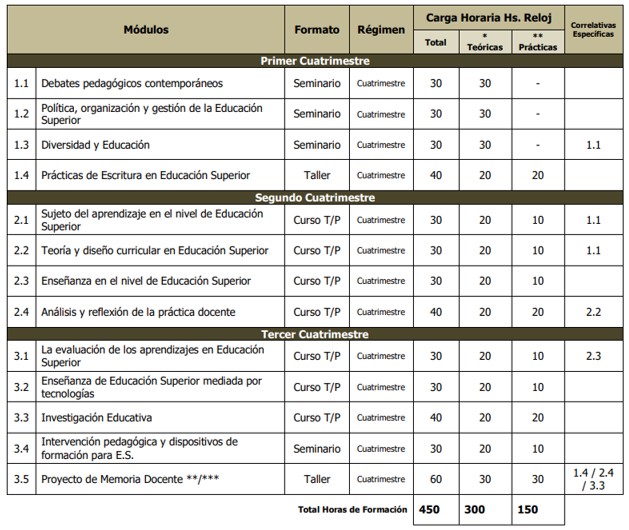 Módulos Formato Régimen Carga Horaria Hs. Reloj Correlativas Específicas
Total * Teóricas ** Prácticas
Primer Cuatrimestre
1.1 Debates pedagógicos contemporáneos Seminario Cuatrimestre 30 30 -
1.2 Política, organización y gestión de la Educación Superior Seminario Cuatrimestre 30 30 -
1.3 Diversidad y Educación Seminario Cuatrimestre 30 30 - 1.1
1.4 Prácticas de Escritura en Educación Superior Taller Cuatrimestre 40 20 20
Segundo Cuatrimestre
2.1 Sujeto del aprendizaje en el nivel de Educación Superior Curso T/P Cuatrimestre 30 20 10 1.1
2.2 Teoría y diseño curricular en Educación Superior Curso T/P Cuatrimestre 30 20 10 1.1
2.3 Enseñanza en el nivel de Educación Superior Curso T/P Cuatrimestre 30 20 10
2.4 Análisis y reflexión de la práctica docente Curso T/P Cuatrimestre 40 20 20 2.2
Tercer Cuatrimestre
3.1 La evaluación de los aprendizajes en Educación Superior Curso T/P Cuatrimestre 30 20 10 2.3
3.2 Enseñanza de Educación Superior mediada por tecnologías Curso T/P Cuatrimestre 30 20 10
3.3 Investigación Educativa Curso T/P Cuatrimestre 40 20 20
3.4 Intervención pedagógica y dispositivos de formación para E.S. Seminario Cuatrimestre 30 20 10
3.5 Proyecto de Memoria Docente **/*** Taller Cuatrimestre 60 30 30 1.4 / 2.4 / 3.3
Total Horas de Formación 450 300 150